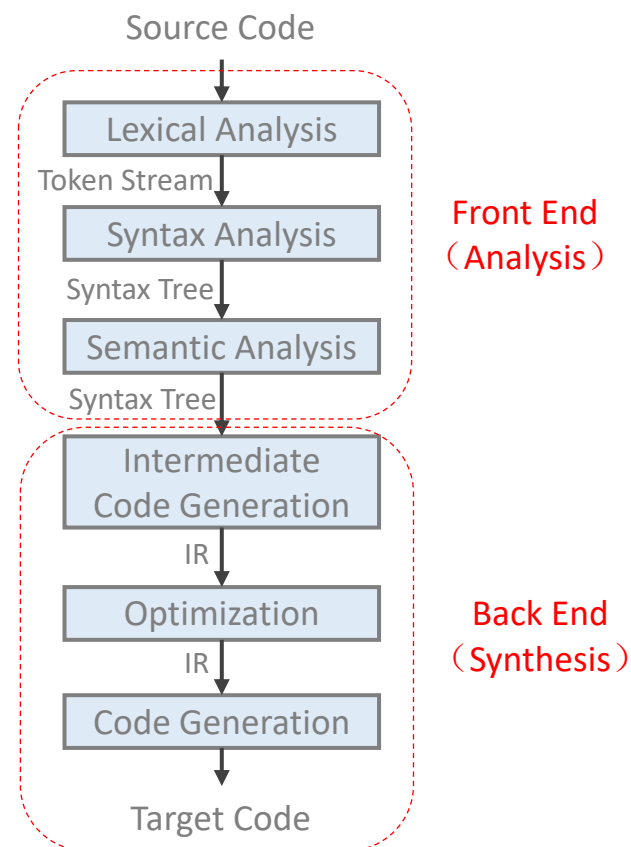 Source Code
Lexical Analysis
Token Stream
Syntax Analysis
Syntax Tree
Semantic Analysis
Syntax Tree
Front End
（Analysis）
Intermediate
Code Generation
IR
Optimization
IR
Code Generation
Target Code
Back End
（Synthesis）